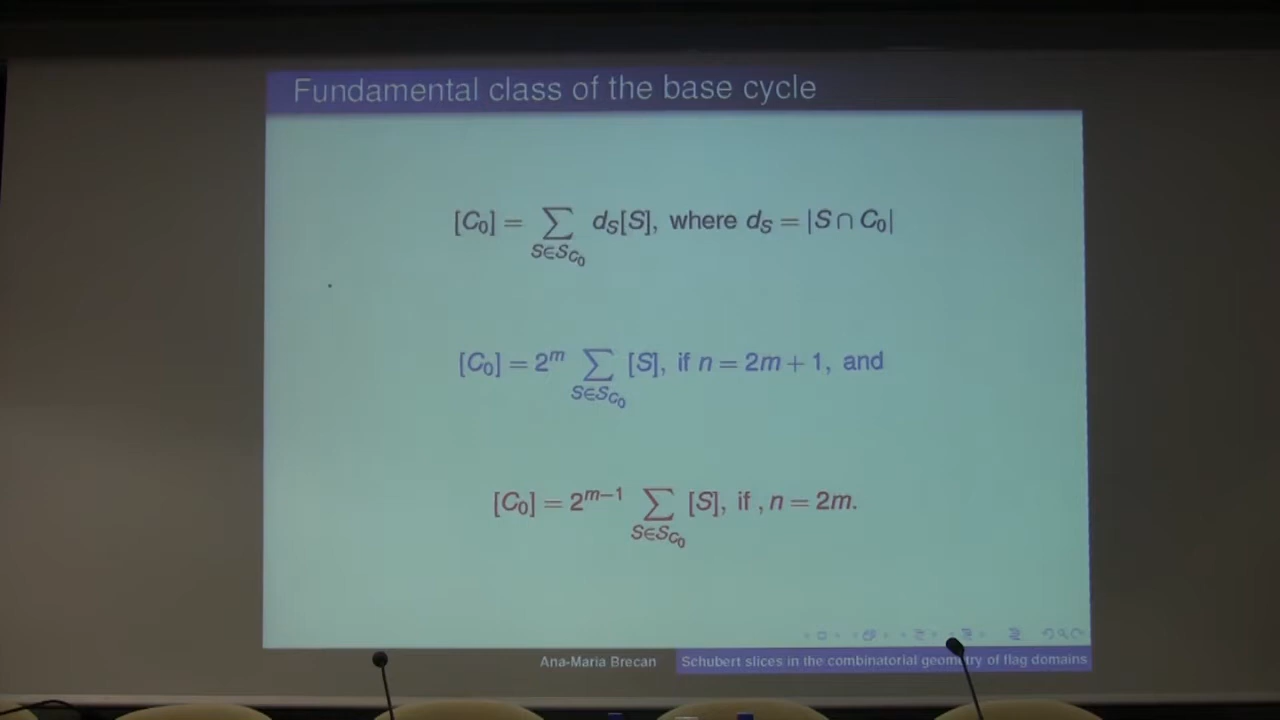 Fundamental class of the base cycle
[C₀] = ∑ d_S[S], where d_S = |S ∩ C₀|
S∈S_{C₀}
[C₀] = 2^m ∑ [S], if n = 2m + 1, and
S∈S_{C₀}
[C₀] = 2^{m−1} ∑ [S], if , n = 2m.
S∈S_{C₀}
Ana-Maria Brecan Schubert slices in the combinatorial geometry of flag domains